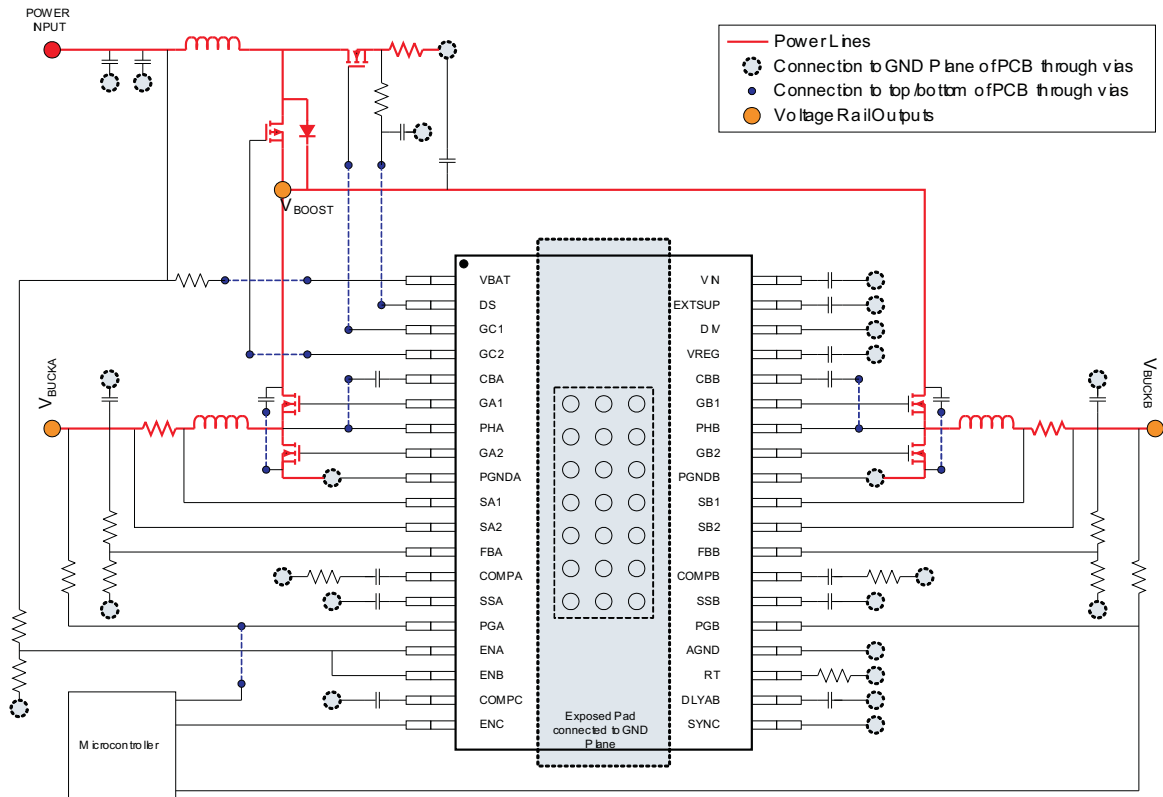 POWER
INPUT
Power Lines
Connection to GND Plane of PCB through vias
Connection to top/bottom of PCB through vias
Voltage Rail Outputs
VBOOST
VBUCKA
VBUCKB
VBAT
DS
GC1
GC2
CBA
GA1
PHA
GA2
PGNDA
SA1
SA2
FBA
COMPA
SSA
PGA
ENA
ENB
COMPC
ENC
VIN
EXTSUP
DIV
VREG
CBB
GB1
PHB
GB2
PGNDB
SB1
SB2
FBB
COMPB
SSB
PGB
AGND
RT
DLYAB
SYNC
Exposed Pad
connected to GND
Plane
Microcontroller